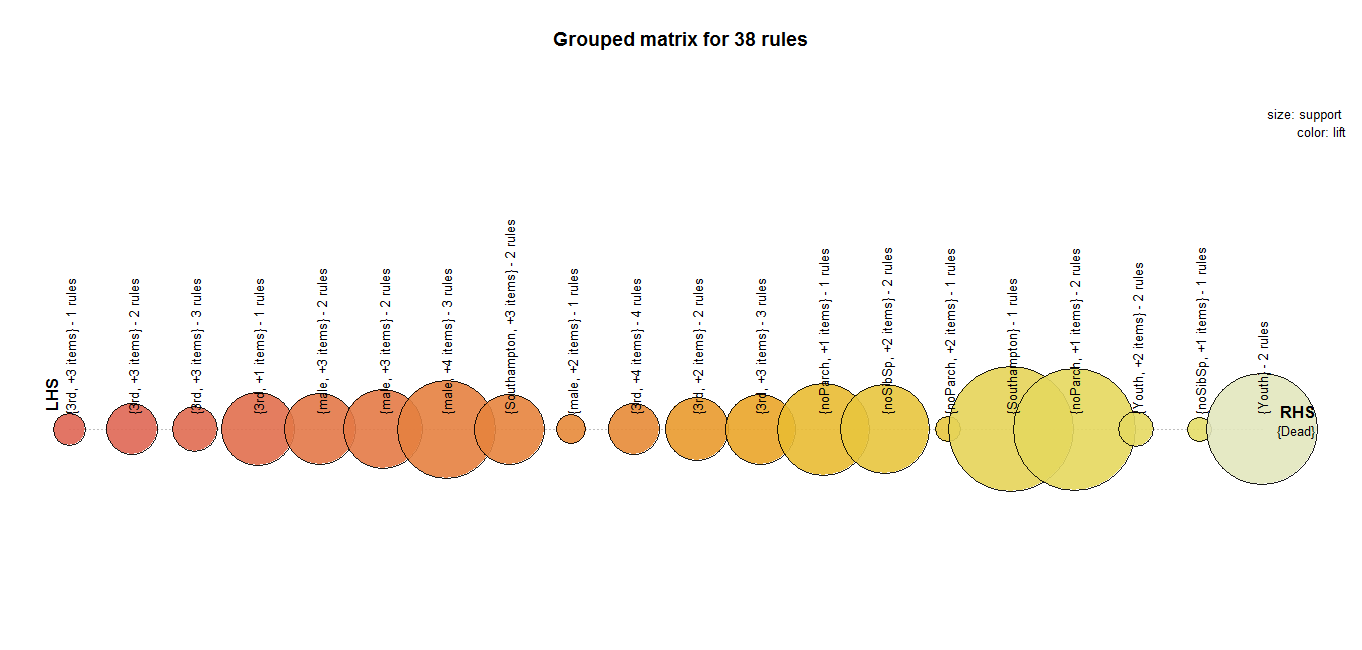 Grouped matrix for 38 rules
size: support
color: lift
LHS
{3rd, +3 items} - 1 rules
{3rd, +3 items} - 2 rules
{3rd, +3 items} - 3 rules
{3rd, +1 items} - 1 rules
{male, +3 items} - 2 rules
{male, +3 items} - 2 rules
{male, +4 items} - 3 rules
{Southampton, +3 items} - 2 rules
{male, +2 items} - 1 rules
{3rd, +4 items} - 4 rules
{3rd, +2 items} - 2 rules
{3rd, +3 items} - 3 rules
{noParch, +1 items} - 1 rules
{noSibSp, +2 items} - 2 rules
{noParch, +2 items} - 1 rules
{Southampton} - 1 rules
{noParch, +1 items} - 2 rules
{Youth, +2 items} - 2 rules
{noSibSp, +1 items} - 1 rules
{Youth} - 2 rules
RHS
{Dead}